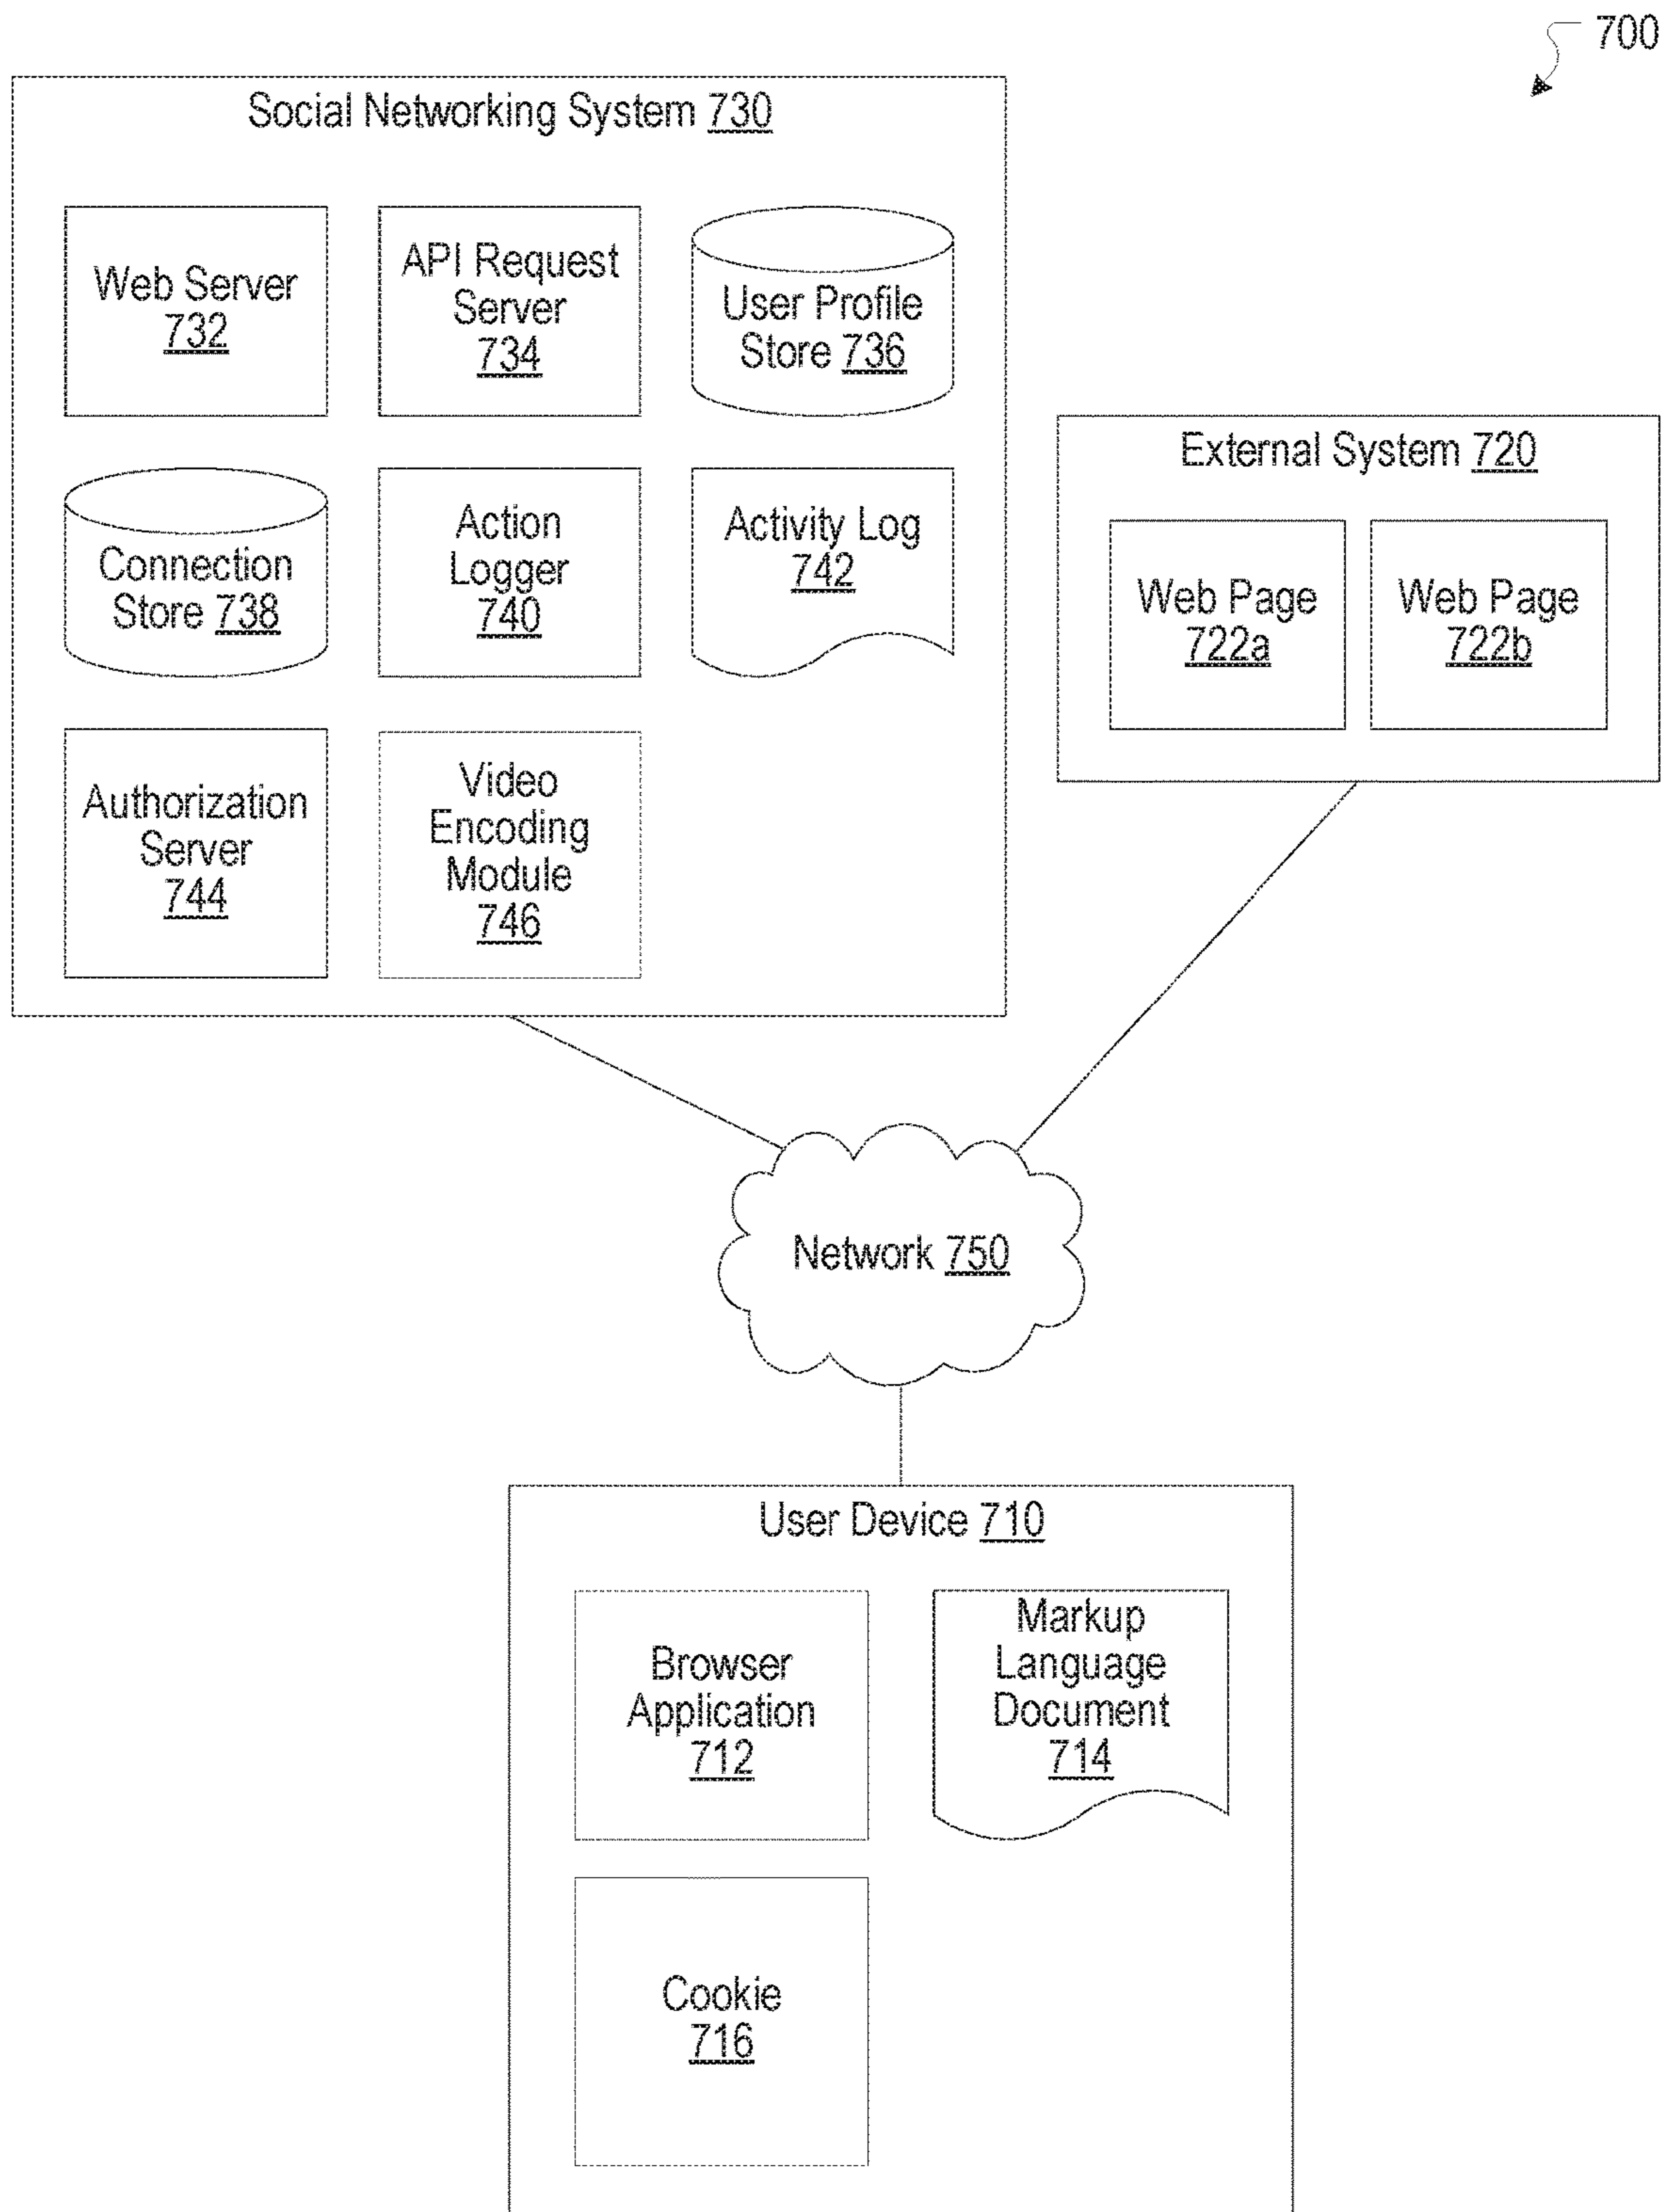 700
Social Networking System 730
Web Server
732
API Request
Server
734
User Profile
Store 736
Connection
Store 738
Action
Logger
740
Activity Log
742
Authorization
Server
744
Video
Encoding
Module
746
External System 720
Web Page
722a
Web Page
722b
Network 750
User Device 710
Browser
Application
712
Markup
Language
Document
714
Cookie
716